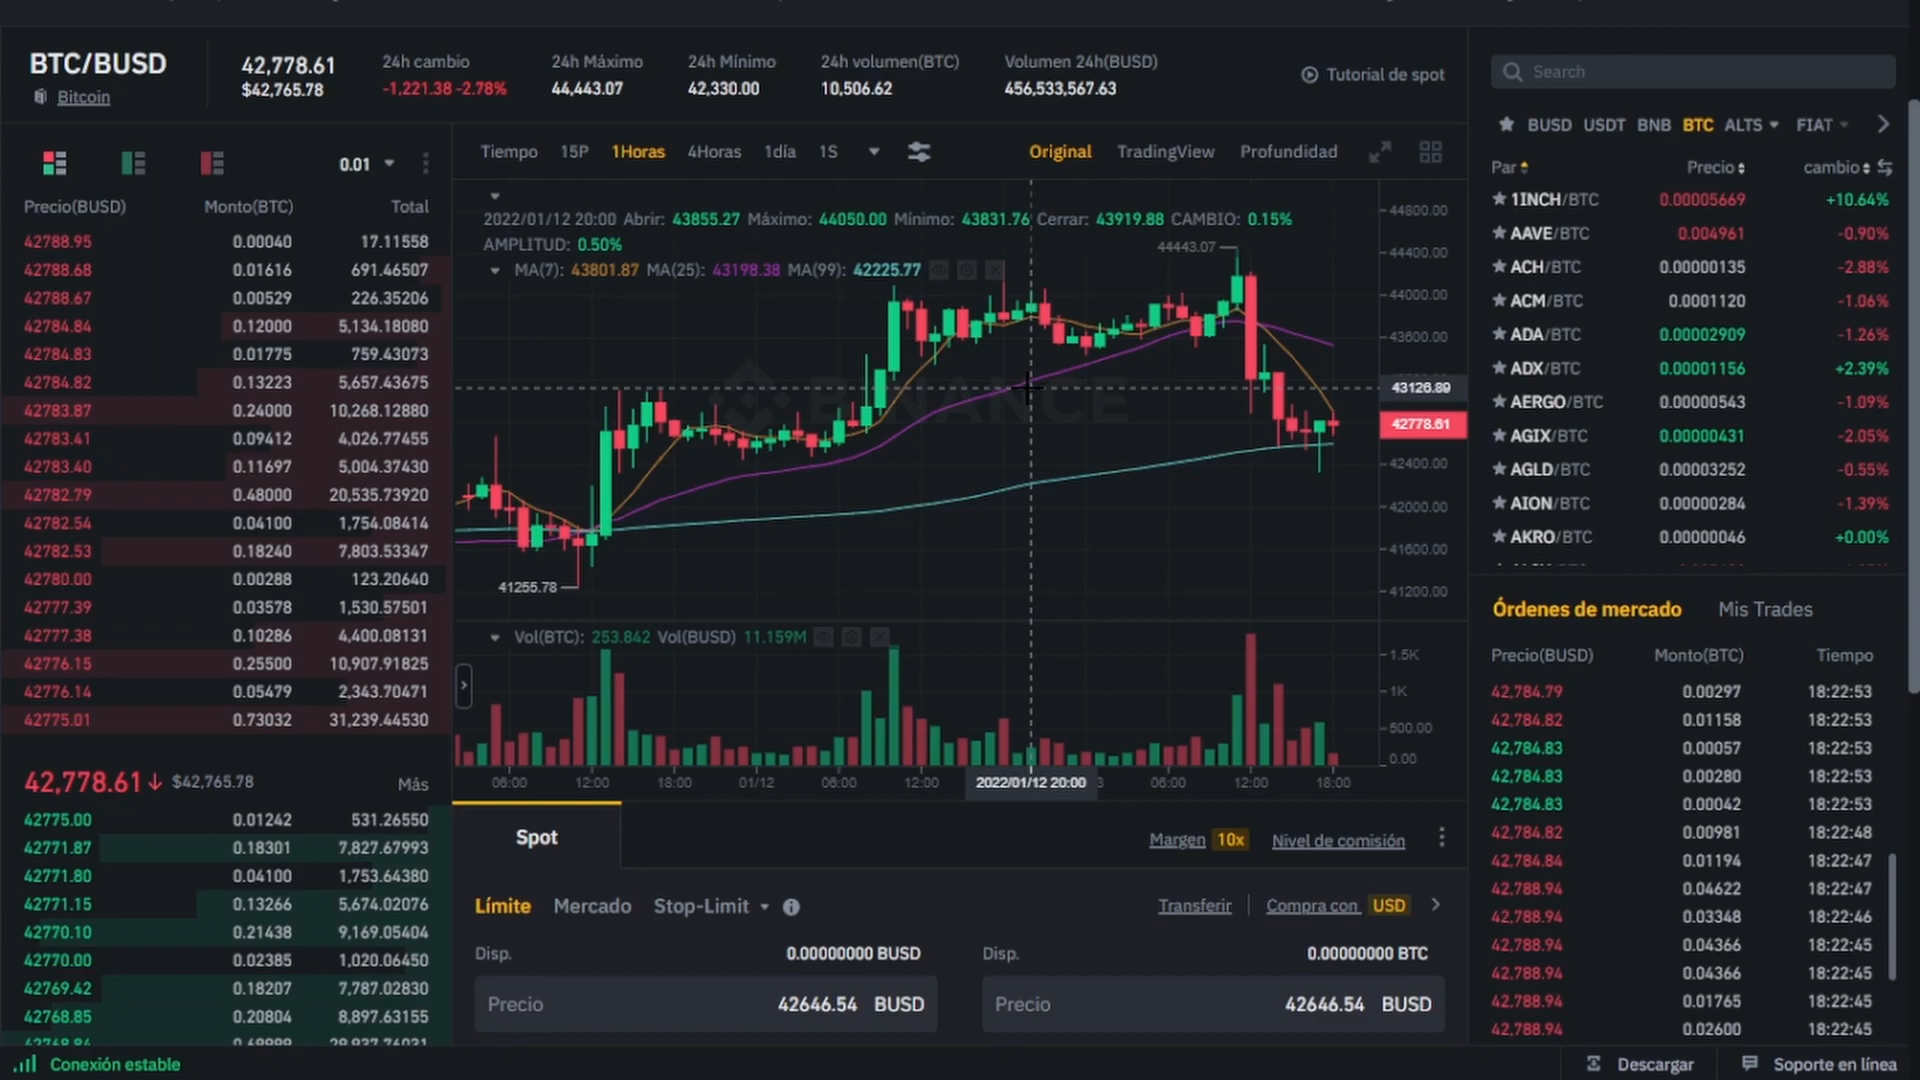 BTC/BUSD
Bitcoin
42,778.61
$42,765.78
24h cambio
-1,221.38 -2.78%
24h Máximo
44,443.07
24h Mínimo
42,330.00
24h volumen(BTC)
10,506.62
Volumen 24h(BUSD)
456,533,567.63
Tutorial de spot
0.01
Precio(BUSD) Monto(BTC) Total
42788.95 0.00040 17.11558
42788.68 0.01616 691.46507
42788.67 0.00529 226.35206
42784.84 0.12000 5,134.18080
42784.83 0.01775 759.43073
42784.82 0.13223 5,657.43675
42783.87 0.24000 10,268.12880
42783.41 0.09412 4,026.77455
42783.40 0.11697 5,004.37430
42782.79 0.48000 20,535.73920
42782.54 0.04100 1,754.08414
42782.53 0.18240 7,803.53347
42780.00 0.00288 123.20640
42777.39 0.03578 1,530.57501
42777.38 0.10286 4,400.08131
42776.15 0.25500 10,907.91825
42776.14 0.05479 2,343.70471
42775.01 0.73032 31,239.44530
42,778.61↓ $42,765.78 Más
42775.00 0.01242 531.26550
42771.87 0.18301 7,827.67993
42771.80 0.04100 1,753.64380
42771.15 0.13266 5,674.02076
42770.10 0.21438 9,169.05404
42770.00 0.02385 1,020.06450
42769.42 0.18207 7,787.02830
42768.85 0.20804 8,897.63155
Tiempo 15P 1Horas 4Horas 1día 1S
Original TradingView Profundidad
2022/01/12 20:00 Abrir: 43855.27 Máximo: 44050.00 Mínimo: 43831.76 Cerrar: 43919.88 CAMBIO: 0.15%
AMPLITUD: 0.50%
MA(7): 43801.87 MA(25): 43198.38 MA(99): 42225.77
44443.07
41255.78
BINANCE
44800.00
44400.00
44000.00
43600.00
43126.89
42778.61
42400.00
42000.00
41600.00
41200.00
Vol(BTC): 253.842 Vol(BUSD) 11.159M
1.5K
1K
500.00
0.00
06:00 12:00 18:00 01/12 06:00 12:00 2022/01/12 20:00 3 06:00 12:00 18:00
Spot
Margen 10x Nivel de comisión
Límite Mercado Stop-Limit
Transferir Compra con USD
Disp. 0.00000000 BUSD
Precio 42646.54 BUSD
Disp. 0.00000000 BTC
Precio 42646.54 BUSD
Search
BUSD USDT BNB BTC ALTS FIAT
Par Precio cambio
1INCH/BTC 0.00005669 +10.64%
AAVE/BTC 0.004961 -0.90%
ACH/BTC 0.00000135 -2.88%
ACM/BTC 0.0001120 -1.06%
ADA/BTC 0.00002909 -1.26%
ADX/BTC 0.00001156 +2.39%
AERGO/BTC 0.00000543 -1.09%
AGIX/BTC 0.00000431 -2.05%
AGLD/BTC 0.00003252 -0.55%
AION/BTC 0.00000284 -1.39%
AKRO/BTC 0.00000046 +0.00%
Órdenes de mercado Mis Trades
Precio(BUSD) Monto(BTC) Tiempo
42,784.79 0.00297 18:22:53
42,784.82 0.01158 18:22:53
42,784.83 0.00057 18:22:53
42,784.83 0.00280 18:22:53
42,784.83 0.00042 18:22:53
42,784.82 0.00981 18:22:48
42,784.84 0.01194 18:22:47
42,788.94 0.04622 18:22:47
42,788.94 0.03348 18:22:46
42,788.94 0.04366 18:22:45
42,788.94 0.04366 18:22:45
42,788.94 0.01765 18:22:45
42,788.94 0.02600 18:22:45
Conexión estable
Descargar
Soporte en línea